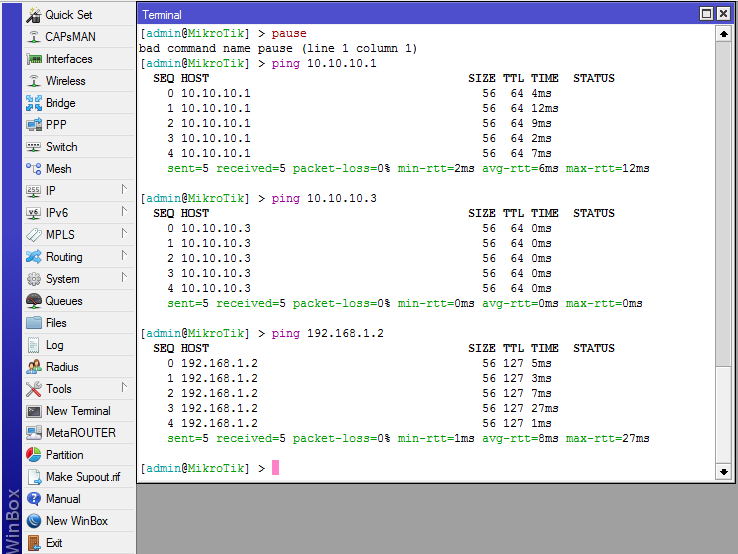 Quick Set
CAPsMAN
Interfaces
Wireless
Bridge
PPP
Switch
Mesh
IP
IPv6
MPLS
Routing
System
Queues
Files
Log
Radius
Tools
New Terminal
MetaROUTER
Partition
Make Supout.rif
Manual
New WinBox
Exit
WinBox
Terminal
[admin@MikroTik] > pause
bad command name pause (line 1 column 1)
[admin@MikroTik] > ping 10.10.10.1
SEQ HOST SIZE TTL TIME STATUS
0 10.10.10.1 56 64 4ms
1 10.10.10.1 56 64 12ms
2 10.10.10.1 56 64 9ms
3 10.10.10.1 56 64 2ms
4 10.10.10.1 56 64 7ms
sent=5 received=5 packet-loss=0% min-rtt=2ms avg-rtt=6ms max-rtt=12ms
[admin@MikroTik] > ping 10.10.10.3
SEQ HOST SIZE TTL TIME STATUS
0 10.10.10.3 56 64 0ms
1 10.10.10.3 56 64 0ms
2 10.10.10.3 56 64 0ms
3 10.10.10.3 56 64 0ms
4 10.10.10.3 56 64 0ms
sent=5 received=5 packet-loss=0% min-rtt=0ms avg-rtt=0ms max-rtt=0ms
[admin@MikroTik] > ping 192.168.1.2
SEQ HOST SIZE TTL TIME STATUS
0 192.168.1.2 56 127 5ms
1 192.168.1.2 56 127 3ms
2 192.168.1.2 56 127 7ms
3 192.168.1.2 56 127 27ms
4 192.168.1.2 56 127 1ms
sent=5 received=5 packet-loss=0% min-rtt=1ms avg-rtt=8ms max-rtt=27ms
[admin@MikroTik] >